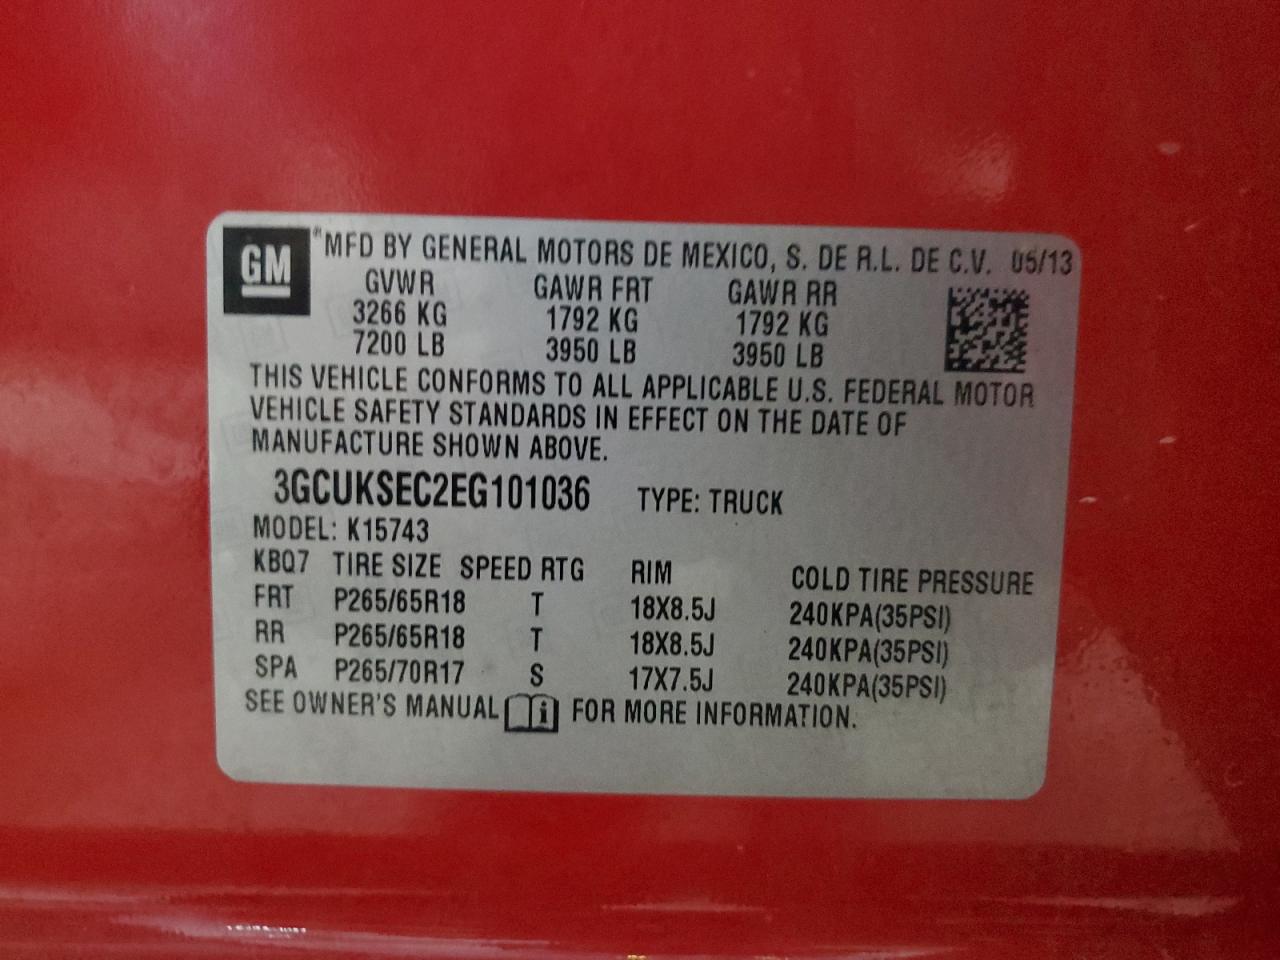 GM ® MFD BY GENERAL MOTORS DE MEXICO, S. DE R.L. DE C.V. 05/13
GVWR GAWR FRT GAWR RR
3266 KG 1792 KG 1792 KG
7200 LB 3950 LB 3950 LB
THIS VEHICLE CONFORMS TO ALL APPLICABLE U.S. FEDERAL MOTOR
VEHICLE SAFETY STANDARDS IN EFFECT ON THE DATE OF
MANUFACTURE SHOWN ABOVE.
3GCUKSEC2EG101036 TYPE: TRUCK
MODEL: K15743
KBQ7 TIRE SIZE SPEED RTG RIM COLD TIRE PRESSURE
FRT P265/65R18 T 18X8.5J 240KPA(35PSI)
RR P265/65R18 T 18X8.5J 240KPA(35PSI)
SPA P265/70R17 S 17X7.5J 240KPA(35PSI)
SEE OWNER'S MANUAL i FOR MORE INFORMATION.